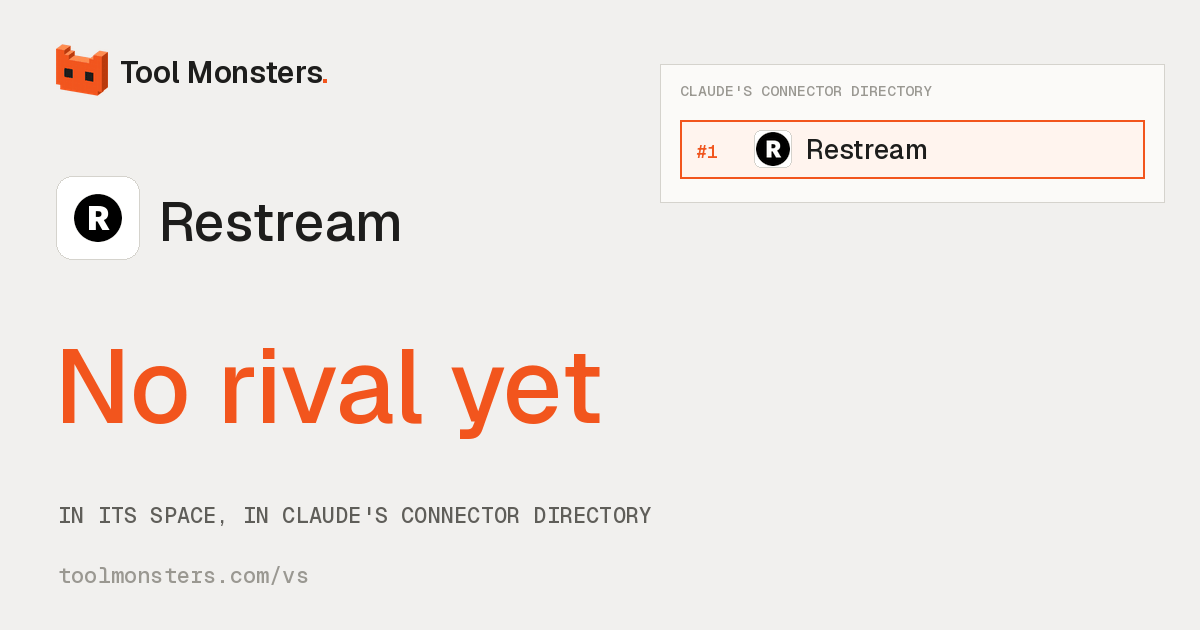 Tool Monsters.
CLAUDE'S CONNECTOR DIRECTORY
#1 R Restream
R Restream
No rival yet
IN ITS SPACE, IN CLAUDE'S CONNECTOR DIRECTORY
toolmonsters.com/vs